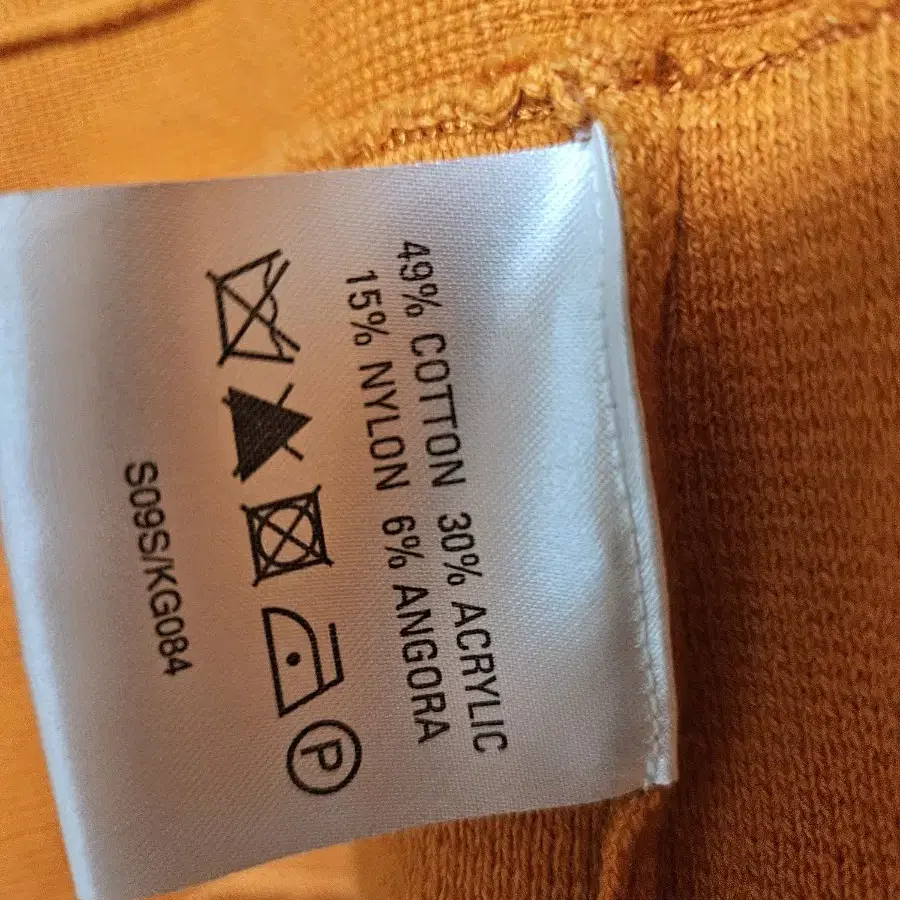 49% COTTON 30% ACRYLIC
15% NYLON 6% ANGORA
P
S09S/KG084